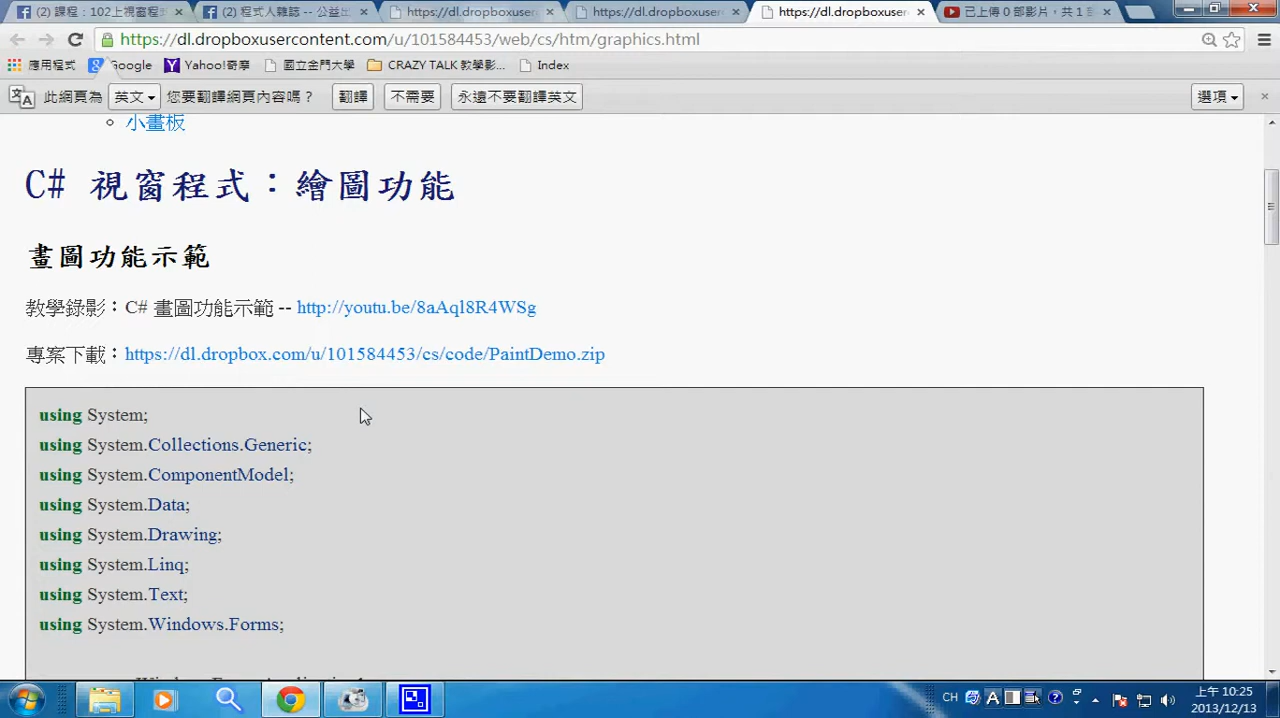 (2) 課程：102上視窗程式
(2) 程式人雜誌 -- 公益出
https://dl.dropboxuser
https://dl.dropboxuser
https://dl.dropboxuser
已上傳 0 部影片，共 1 部
https://dl.dropboxusercontent.com/u/101584453/web/cs/htm/graphics.html
應用程式 Google Yahoo!奇摩 國立金門大學 CRAZY TALK 教學影... Index
此網頁為 英文 您要翻譯網頁內容嗎？ 翻譯 不需要 永遠不要翻譯英文 選項
小畫板
C# 視窗程式：繪圖功能
畫圖功能示範
教學錄影：C# 畫圖功能示範 -- http://youtu.be/8aAql8R4WSg
專案下載：https://dl.dropbox.com/u/101584453/cs/code/PaintDemo.zip
using System;
using System.Collections.Generic;
using System.ComponentModel;
using System.Data;
using System.Drawing;
using System.Linq;
using System.Text;
using System.Windows.Forms;
CH
上午 10:25
2013/12/13